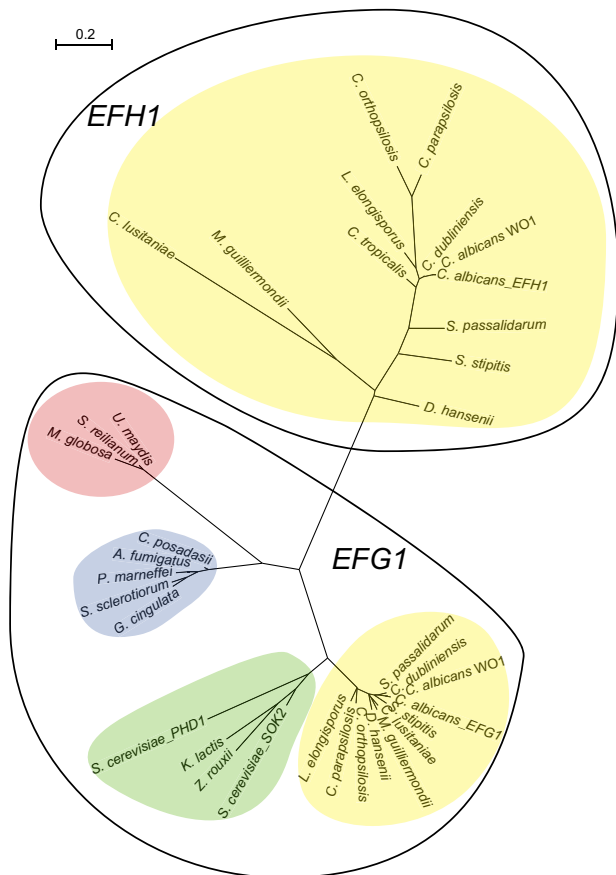 0.2
EFH1
C. orthopsilosis
C. parapsilosis
L. elongisporus
C. tropicalis
C. dubliniensis
C. albicans WO1
C. albicans_EFH1
C. lusitaniae
M. guilliermondii
S. passalidarum
S. stipitis
D. hansenii
U. maydis
S. reilianum
M. globosa
EFG1
C. posadasii
A. fumigatus
P. marneffei
S. sclerotiorum
G. cingulata
S. passalidarum
C. dubliniensis
C. albicans WO1
C. albicans_EFG1
S. stipitis
C. lusitaniae
M. guilliermondii
D. hansenii
C. orthopsilosis
C. parapsilosis
L. elongisporus
S. cerevisiae_PHD1
K. lactis
Z. rouxii
S. cerevisiae_SOK2